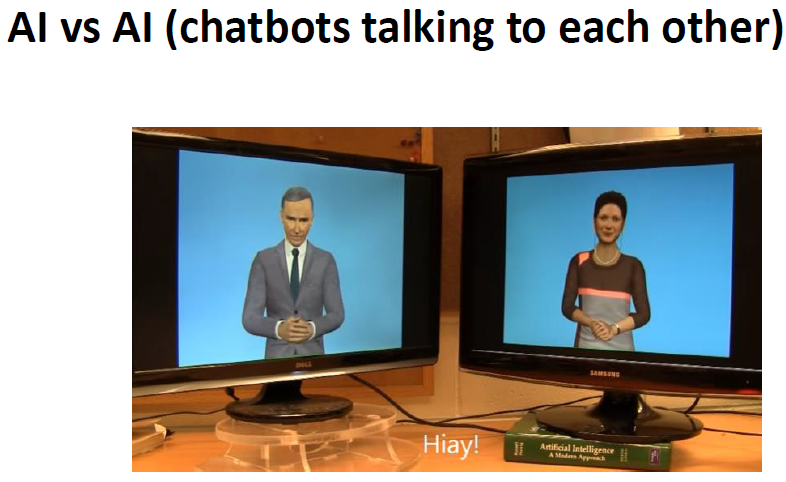 AI vs AI (chatbots talking to each other)
DELL
SAMSUNG
Hiay!
Artificial Intelligence
A Modern Approach